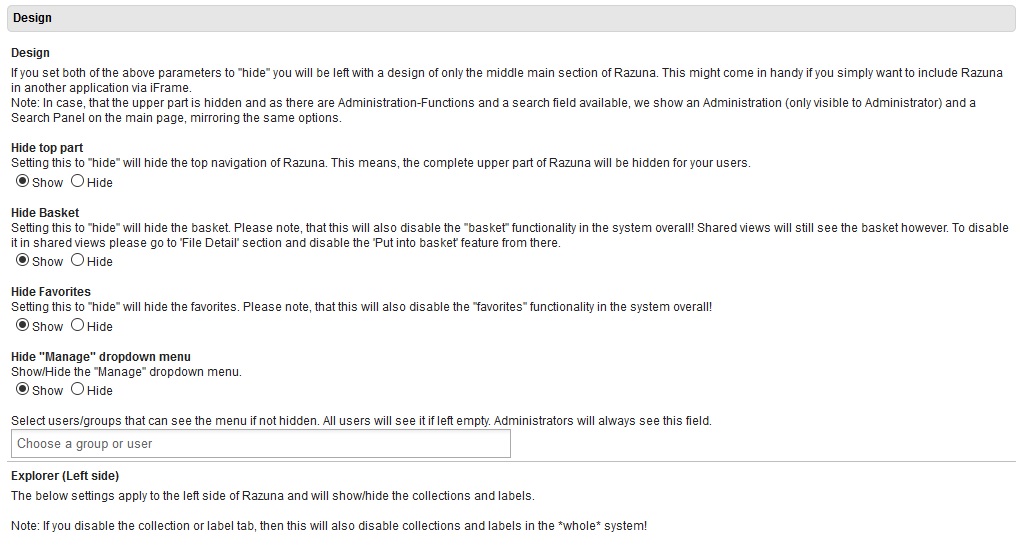 Design
Design
If you set both of the above parameters to "hide" you will be left with a design of only the middle main section of Razuna. This might come in handy if you simply want to include Razuna
in another application via iFrame.
Note: In case, that the upper part is hidden and as there are Administration-Functions and a search field available, we show an Administration (only visible to Administrator) and a
Search Panel on the main page, mirroring the same options.
Hide top part
Setting this to "hide" will hide the top navigation of Razuna. This means, the complete upper part of Razuna will be hidden for your users.
Show Hide
Hide Basket
Setting this to "hide" will hide the basket. Please note, that this will also disable the "basket" functionality in the system overall! Shared views will still see the basket however. To disable
it in shared views please go to 'File Detail' section and disable the 'Put into basket' feature from there.
Show Hide
Hide Favorites
Setting this to "hide" will hide the favorites. Please note, that this will also disable the "favorites" functionality in the system overall!
Show Hide
Hide "Manage" dropdown menu
Show/Hide the "Manage" dropdown menu.
Show Hide
Select users/groups that can see the menu if not hidden. All users will see it if left empty. Administrators will always see this field.
Choose a group or user
Explorer (Left side)
The below settings apply to the left side of Razuna and will show/hide the collections and labels.
Note: If you disable the collection or label tab, then this will also disable collections and labels in the *whole* system!